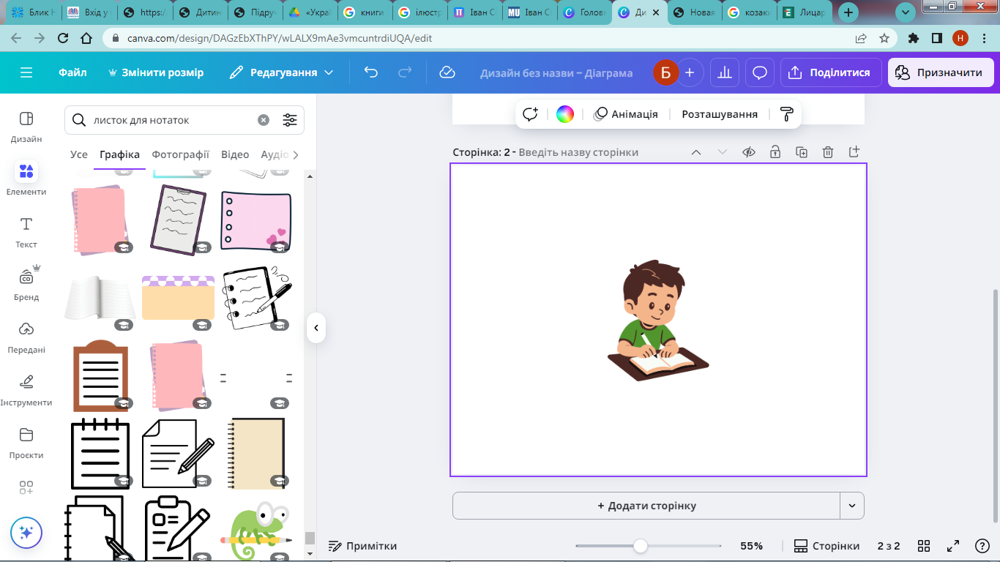 Блик Н
Вхід у
https:/
Дитин
Підру
«Укра
книги
ілюстр
Іван С
Іван С
Голов
Ди
Новая
козак
Лицар
canva.com/design/DAGzEbXThPY/wLALX9mAe3vmcuntrdiUQA/edit
Н
Файл
Змінити розмір
Редагування
Дизайн без назви – Діаграма
Б
+
Поділитися
Призначити
Дизайн
Елементи
Текст
Бренд
Передані
Інструменти
Проєкти
листок для нотаток
Усе Графіка Фотографії Відео Аудіо
Анімація
Розташування
Сторінка: 2 - Введіть назву сторінки
+ Додати сторінку
Примітки
55%
Сторінки
2 з 2